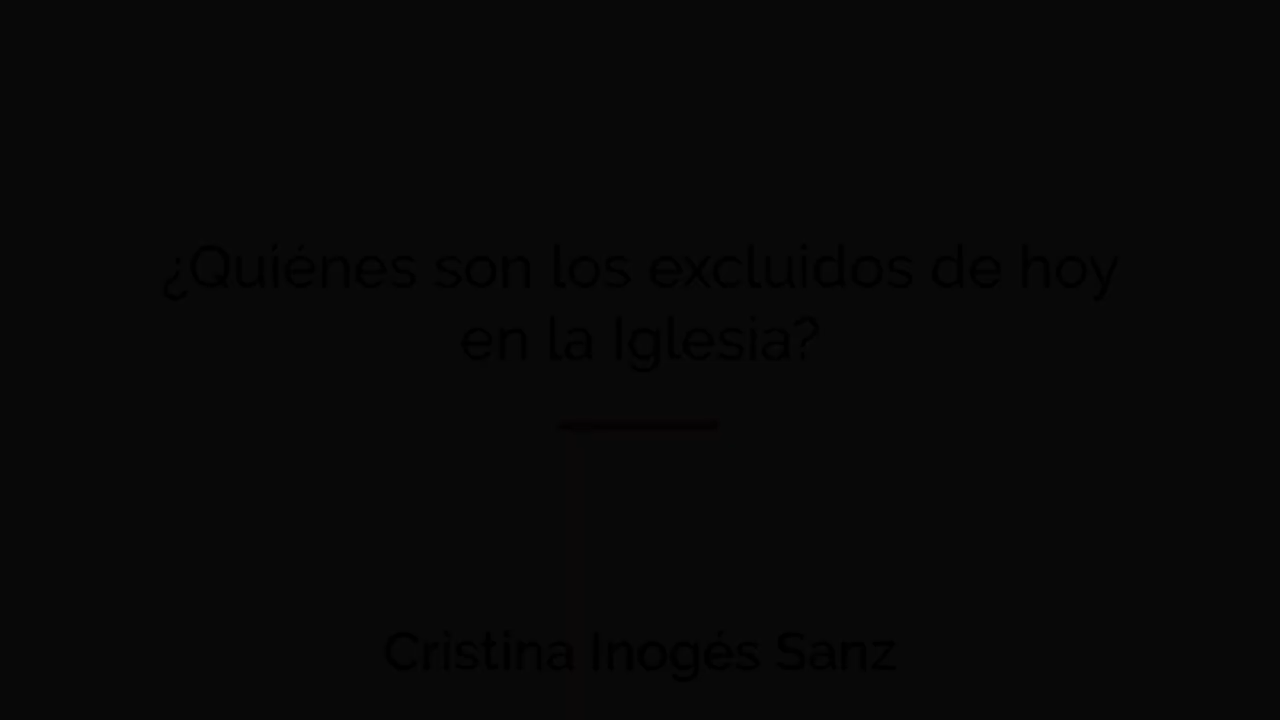 ¿Quiénes son los excluidos de hoy
en la Iglesia?
Cristina Inogés Sanz